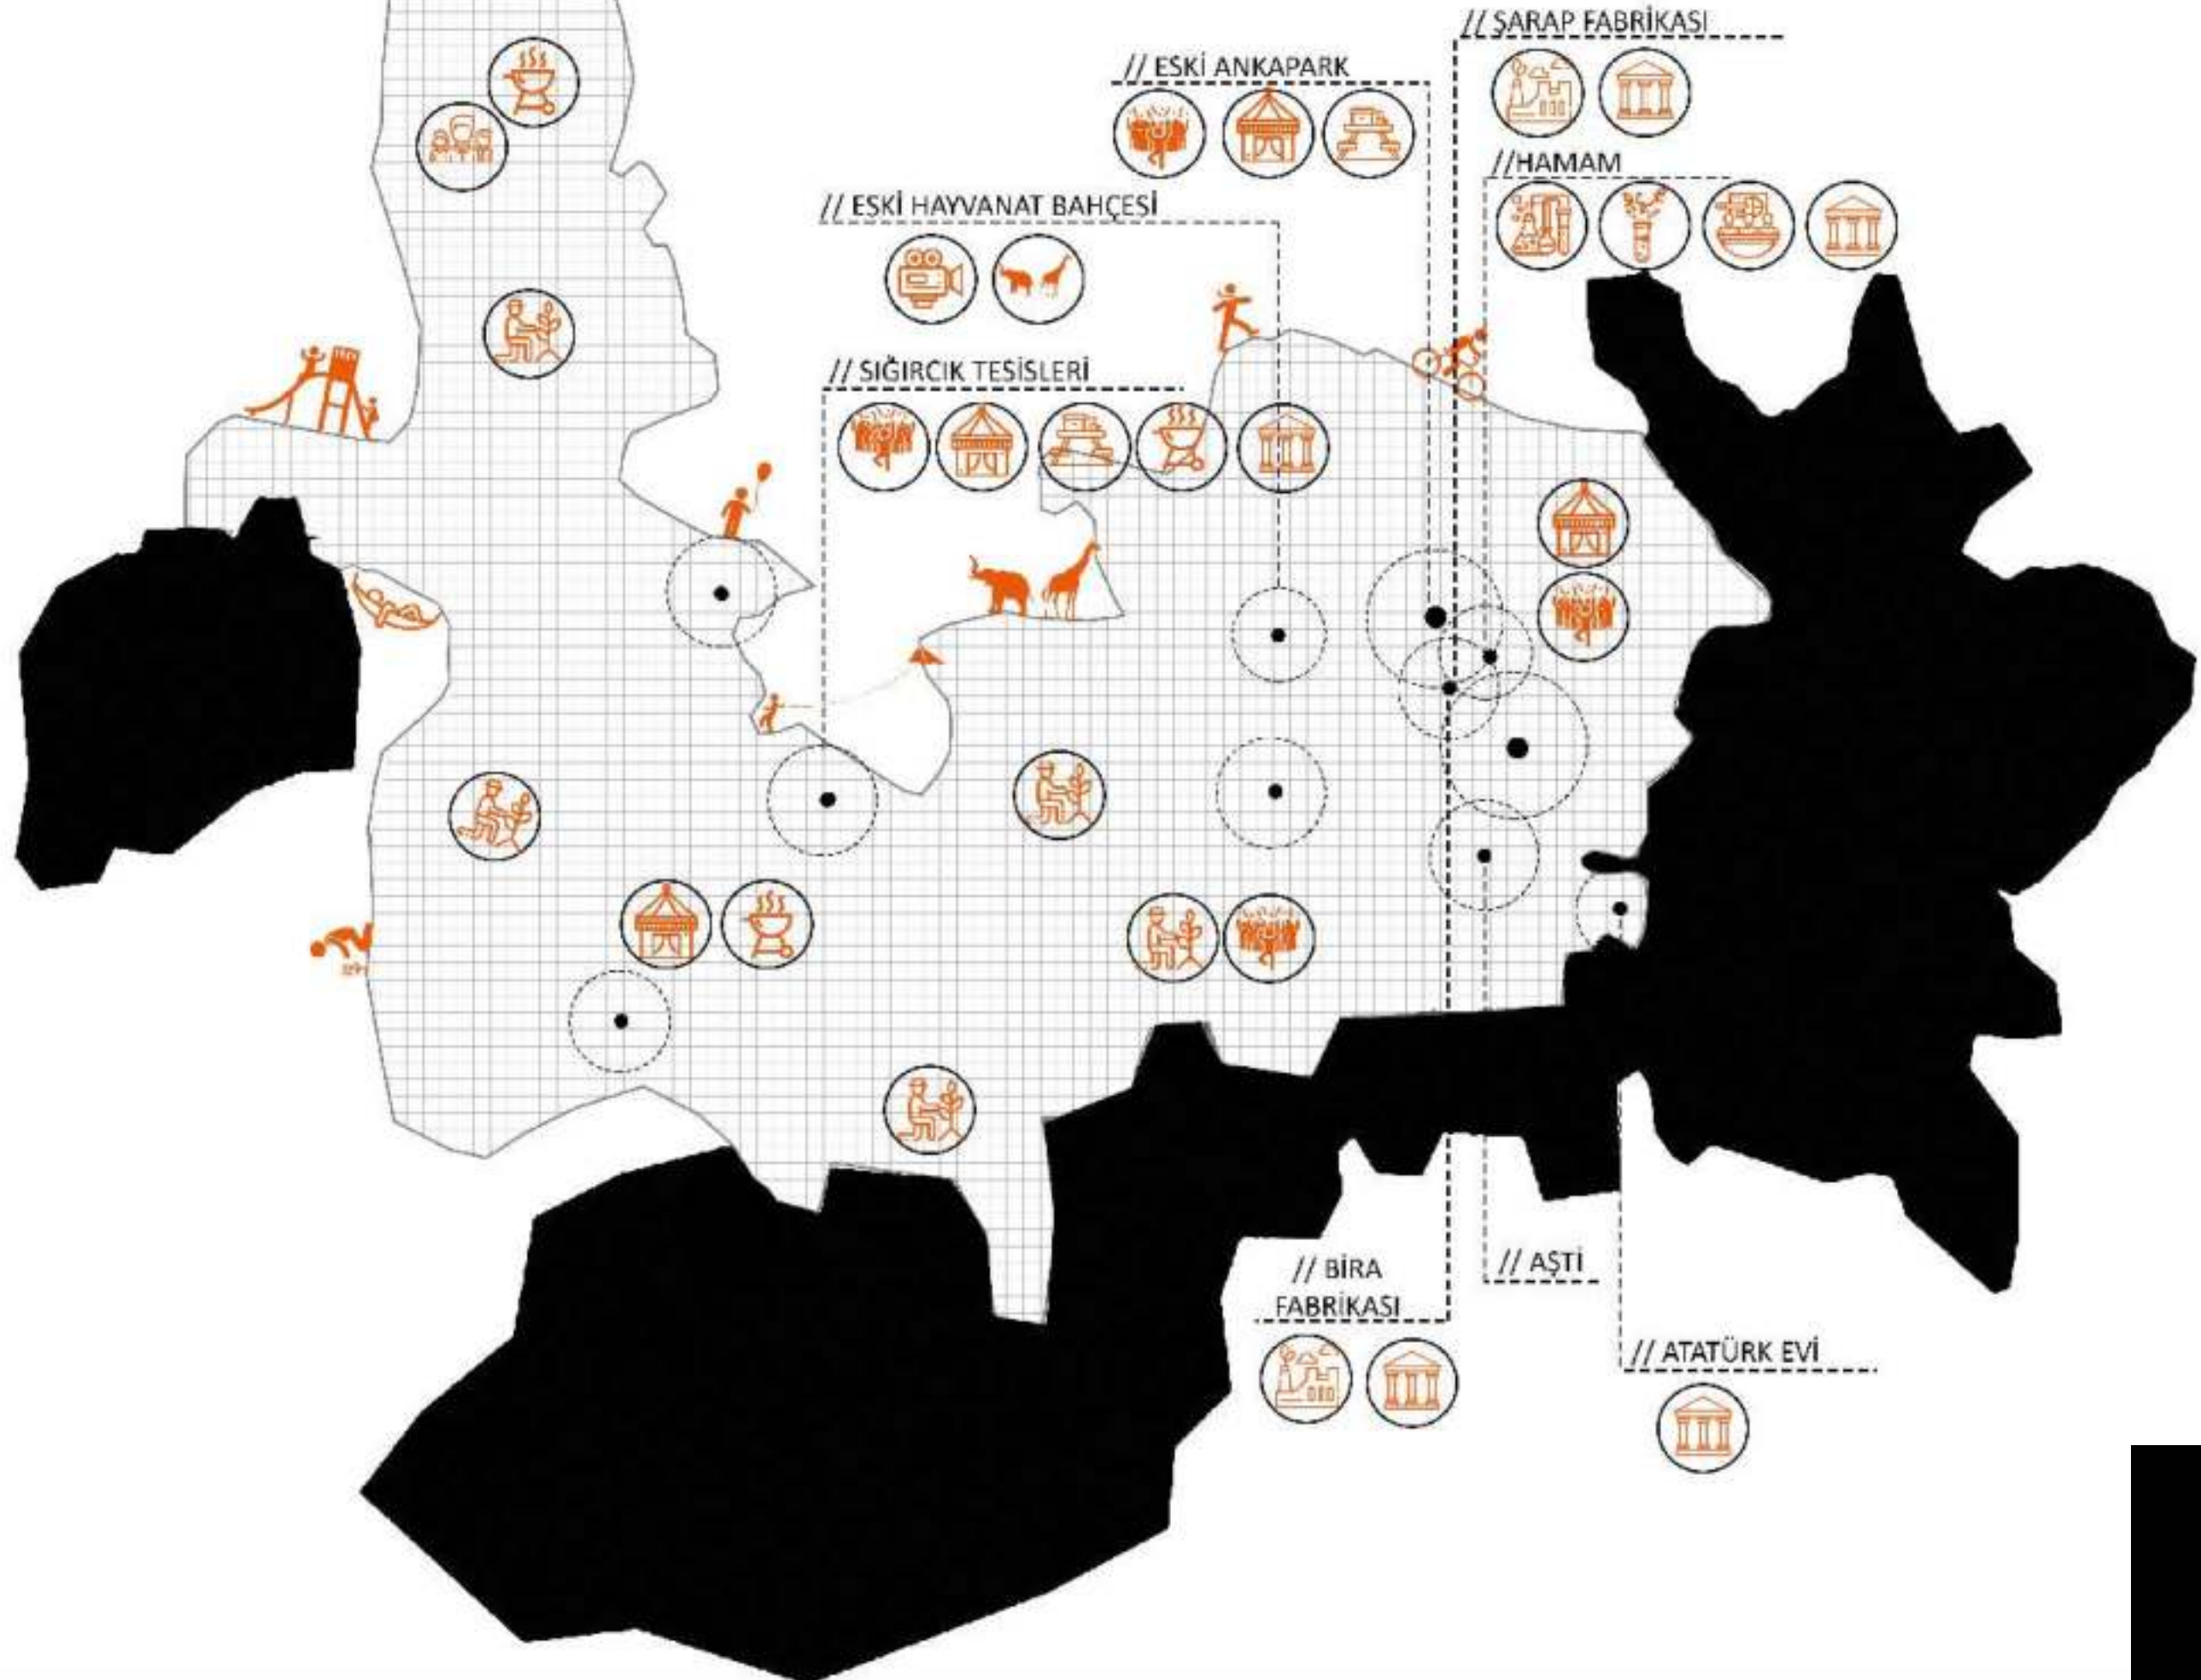 // ŞARAP FABRİKASI
// ESKİ ANKAPARK
//HAMAM
// ESKİ HAYVANAT BAHÇESİ
// SIĞIRCIK TESİSLERİ
// BİRA
FABRİKASI
// AŞTİ
// ATATÜRK EVİ